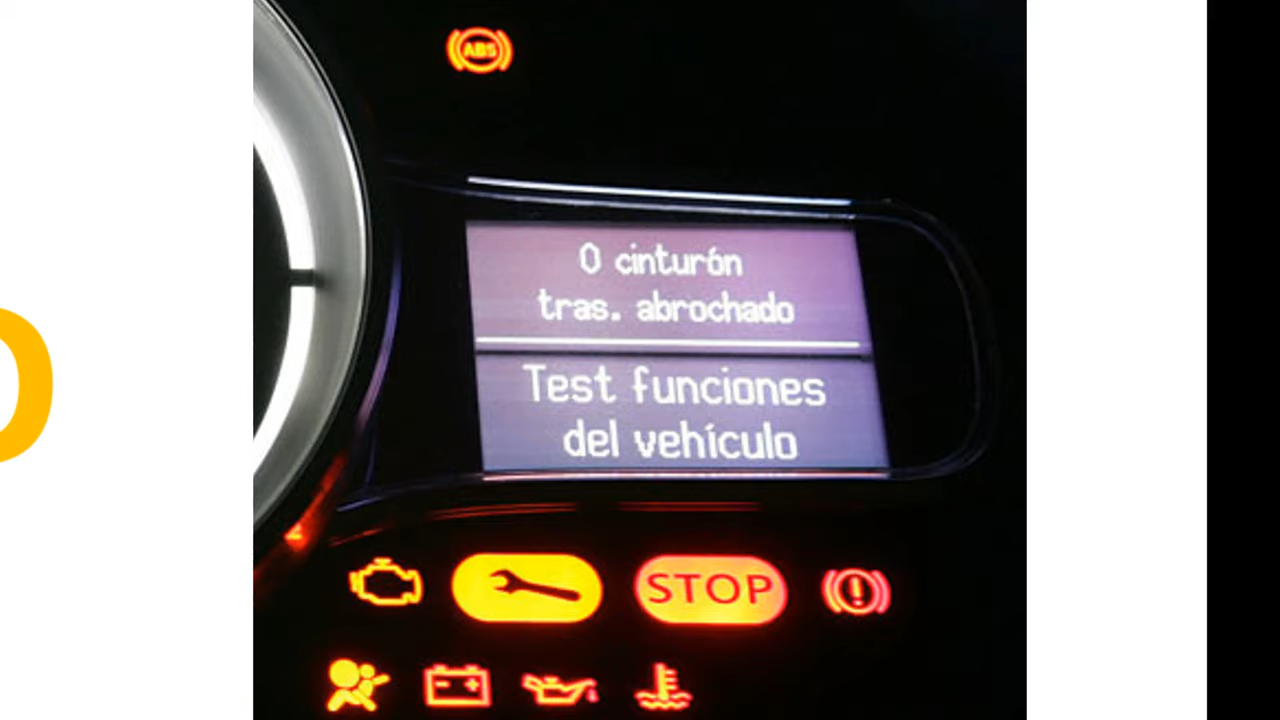 ABS
0 cinturón
tras. abrochado
Test funciones
del vehículo
STOP